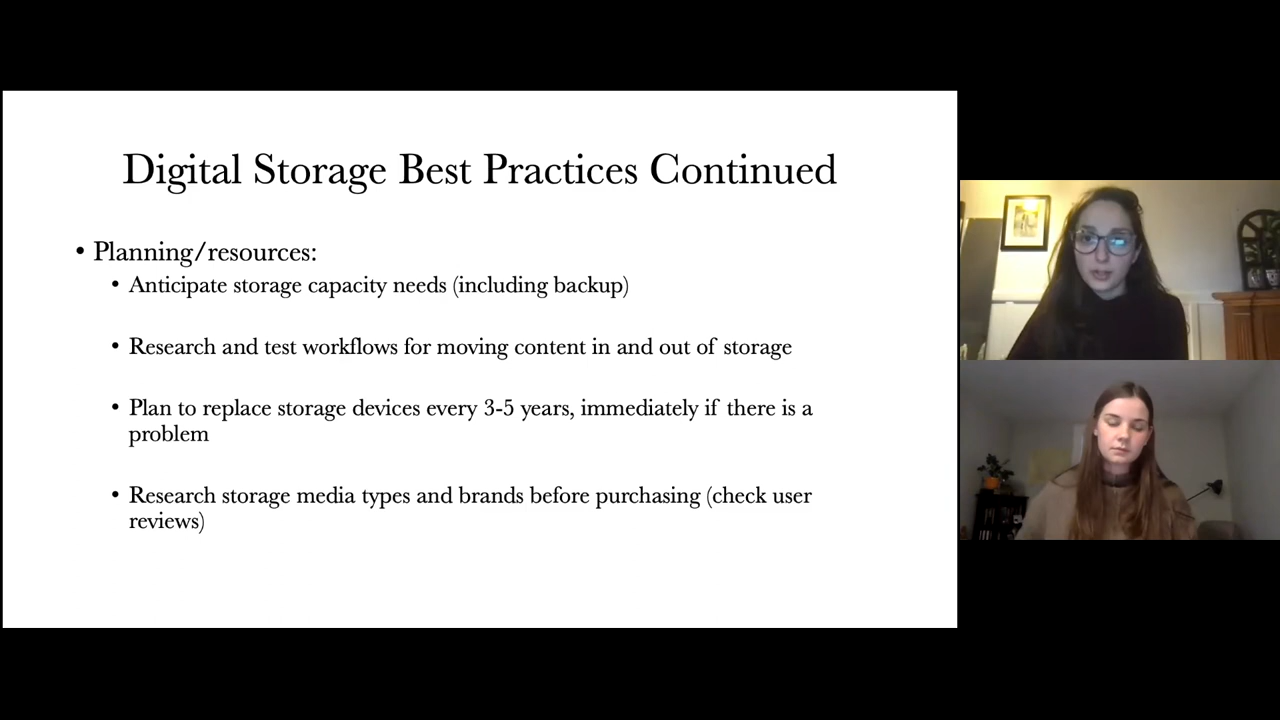 Digital Storage Best Practices Continued
• Planning/resources:
• Anticipate storage capacity needs (including backup)
• Research and test workflows for moving content in and out of storage
• Plan to replace storage devices every 3-5 years, immediately if there is a
problem
• Research storage media types and brands before purchasing (check user
reviews)